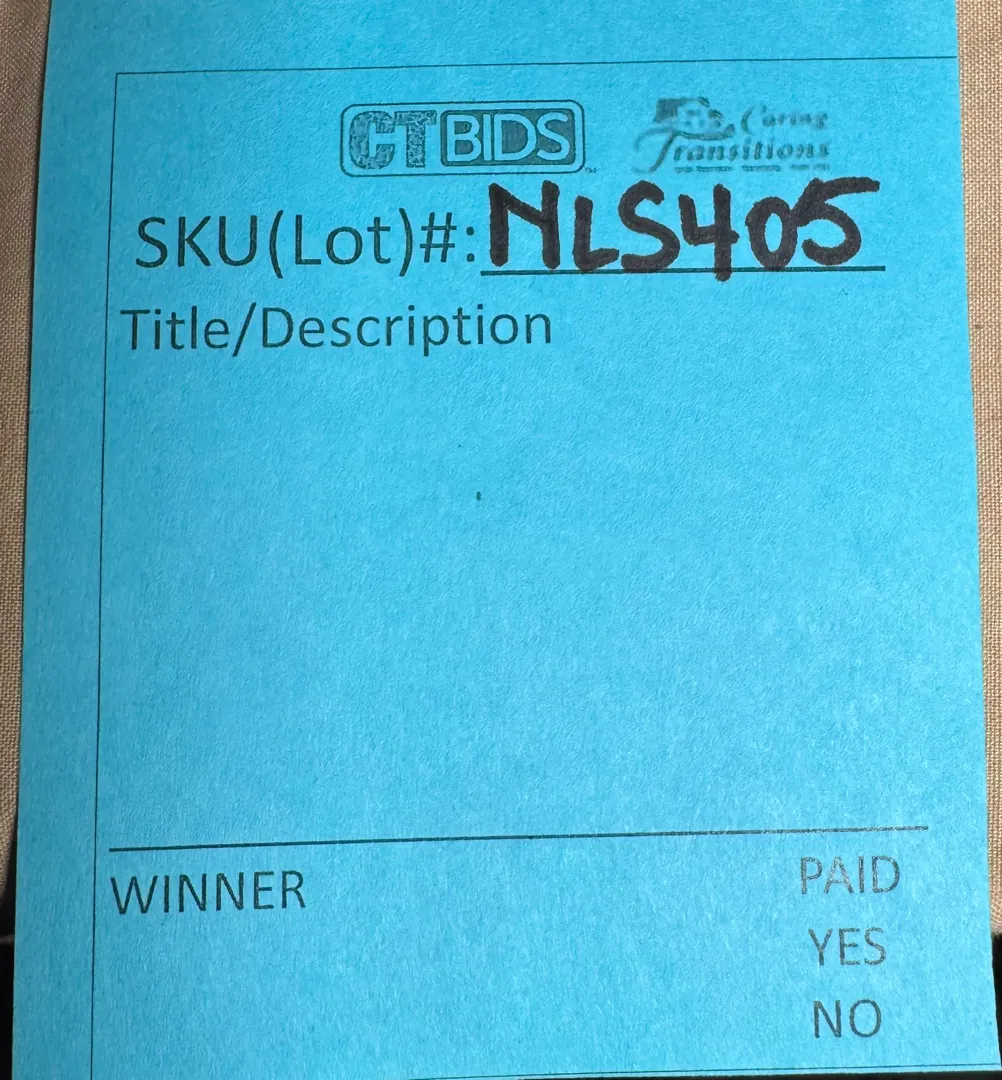 CTBIDS
Caring
Transitions
SKU(Lot)#: NLS405
Title/Description
WINNER
PAID
YES
NO